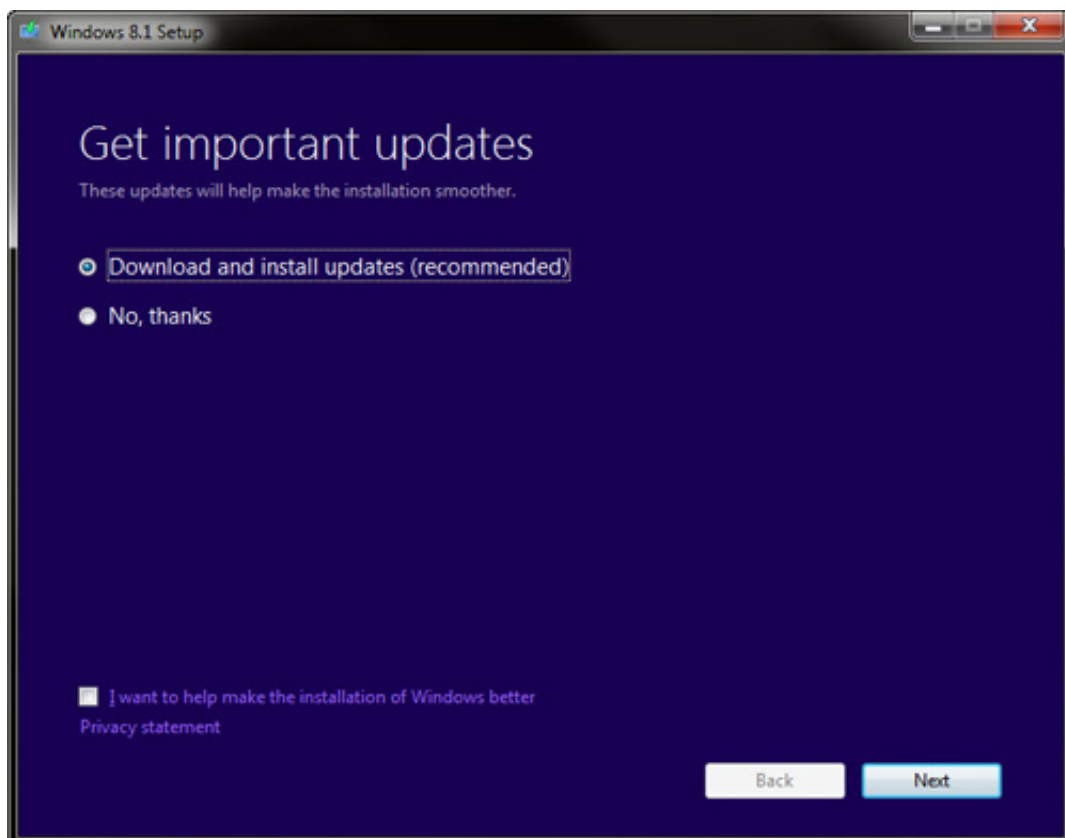 Windows 8.1 Setup
Get important updates
These updates will help make the installation smoother.
Download and install updates (recommended)
No, thanks
I want to help make the installation of Windows better
Privacy statement
Back
Next